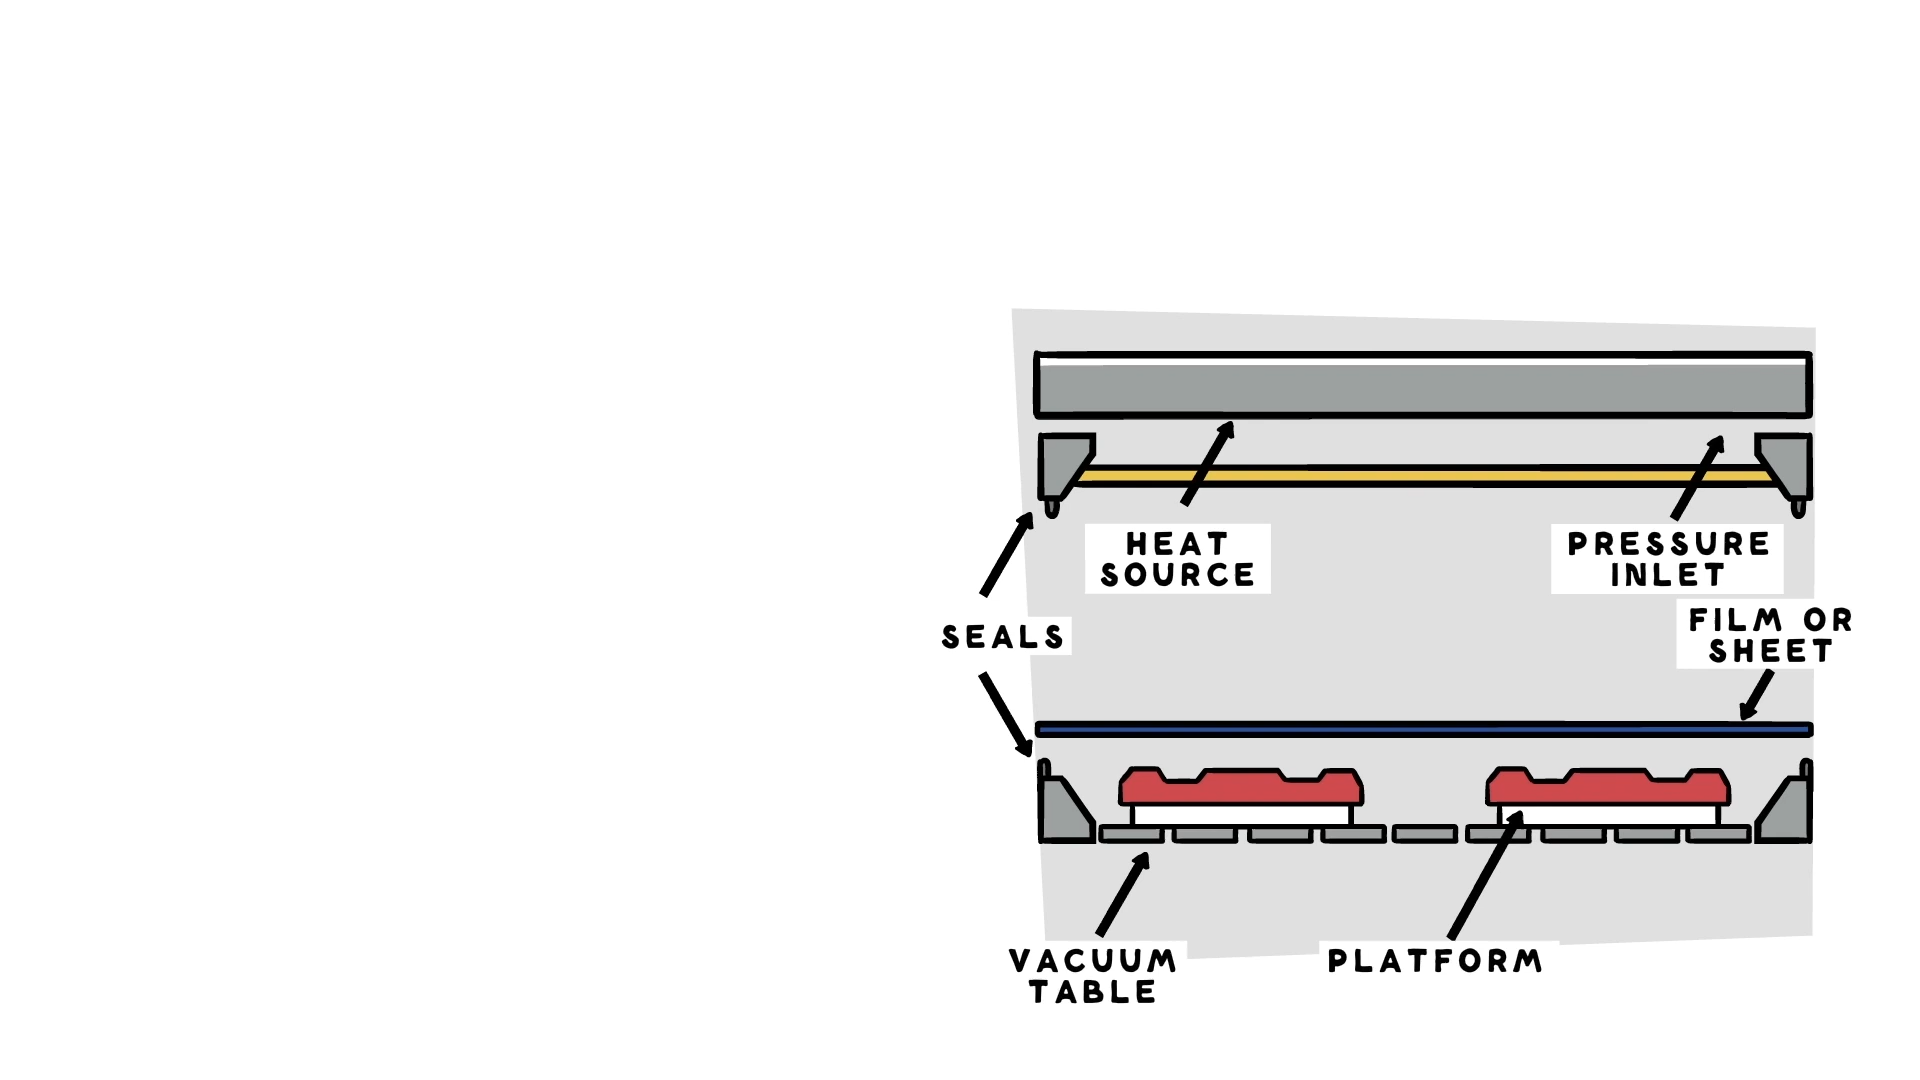 HEAT
SOURCE
PRESSURE
INLET
FILM OR
SHEET
SEALS
VACUUM
TABLE
PLATFORM